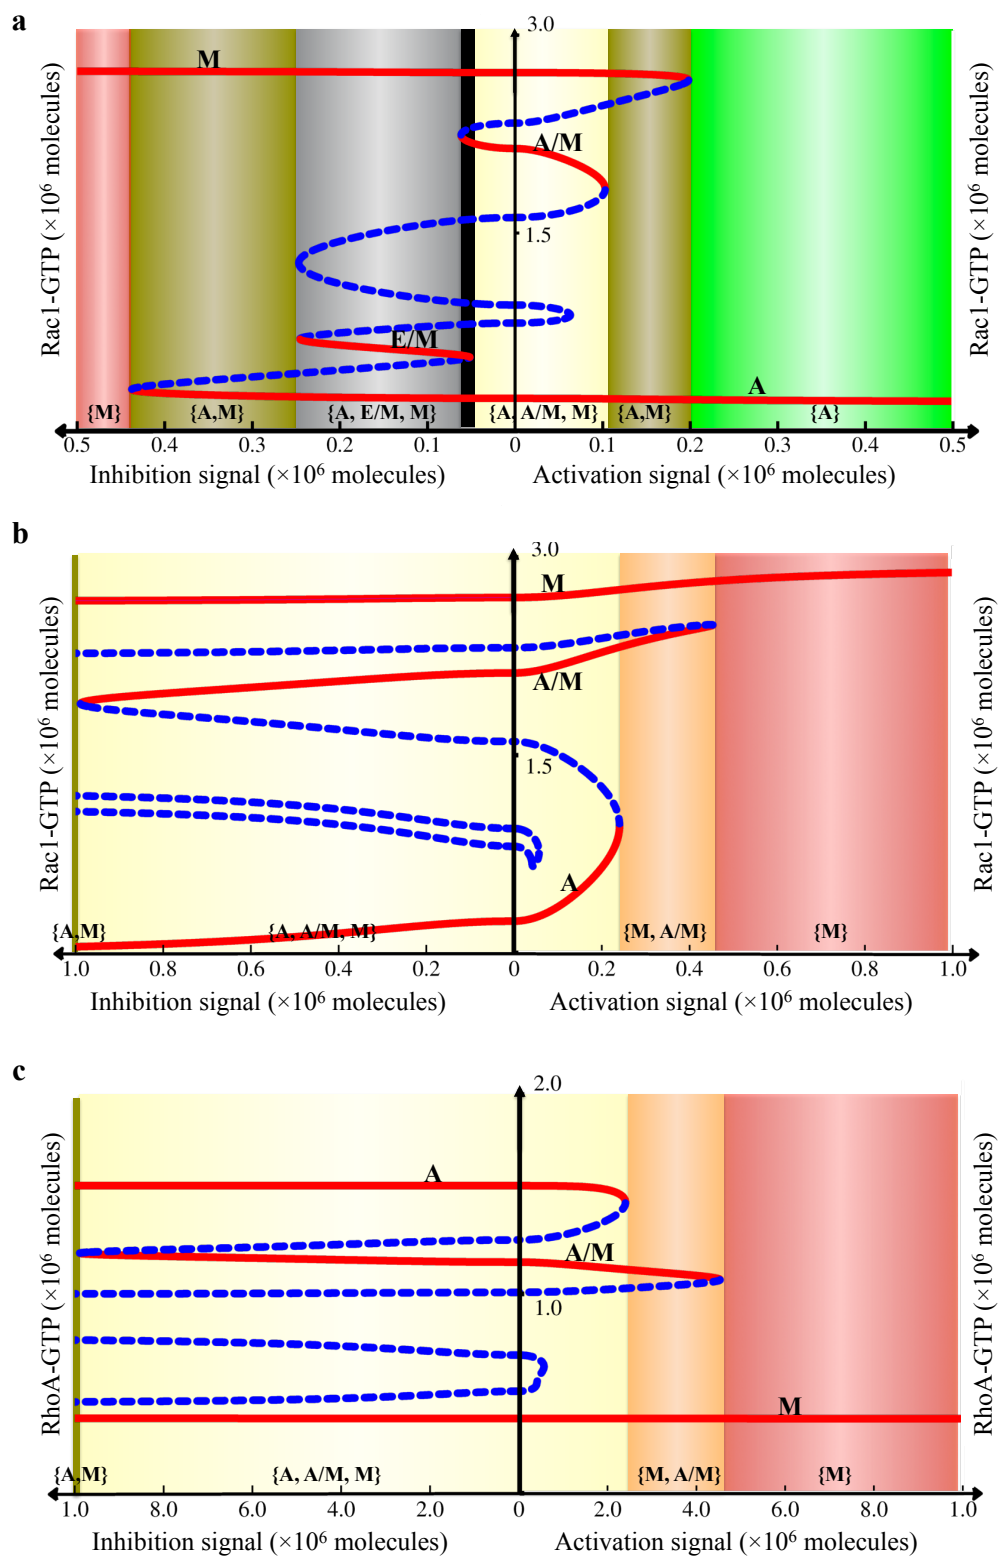 a
3.0
Rac1-GTP (×10⁶ molecules)
Rac1-GTP (×10⁶ molecules)
M
A/M
1.5
E/M
A
{M} {A,M} {A, E/M, M} {A, A/M, M} {A,M} {A}
0.5 0.4 0.3 0.2 0.1 0 0.1 0.2 0.3 0.4 0.5
Inhibition signal (×10⁶ molecules) Activation signal (×10⁶ molecules)
b
3.0
Rac1-GTP (×10⁶ molecules)
Rac1-GTP (×10⁶ molecules)
M
A/M
1.5
A
{A,M} {A, A/M, M} {M, A/M} {M}
1.0 0.8 0.6 0.4 0.2 0 0.2 0.4 0.6 0.8 1.0
Inhibition signal (×10⁶ molecules) Activation signal (×10⁶ molecules)
c
2.0
RhoA-GTP (×10⁶ molecules)
RhoA-GTP (×10⁶ molecules)
A
A/M
1.0
M
{A,M} {A, A/M, M} {M, A/M} {M}
1.0 8.0 6.0 4.0 2.0 0 2.0 4.0 6.0 8.0 1.0
Inhibition signal (×10⁶ molecules) Activation signal (×10⁶ molecules)